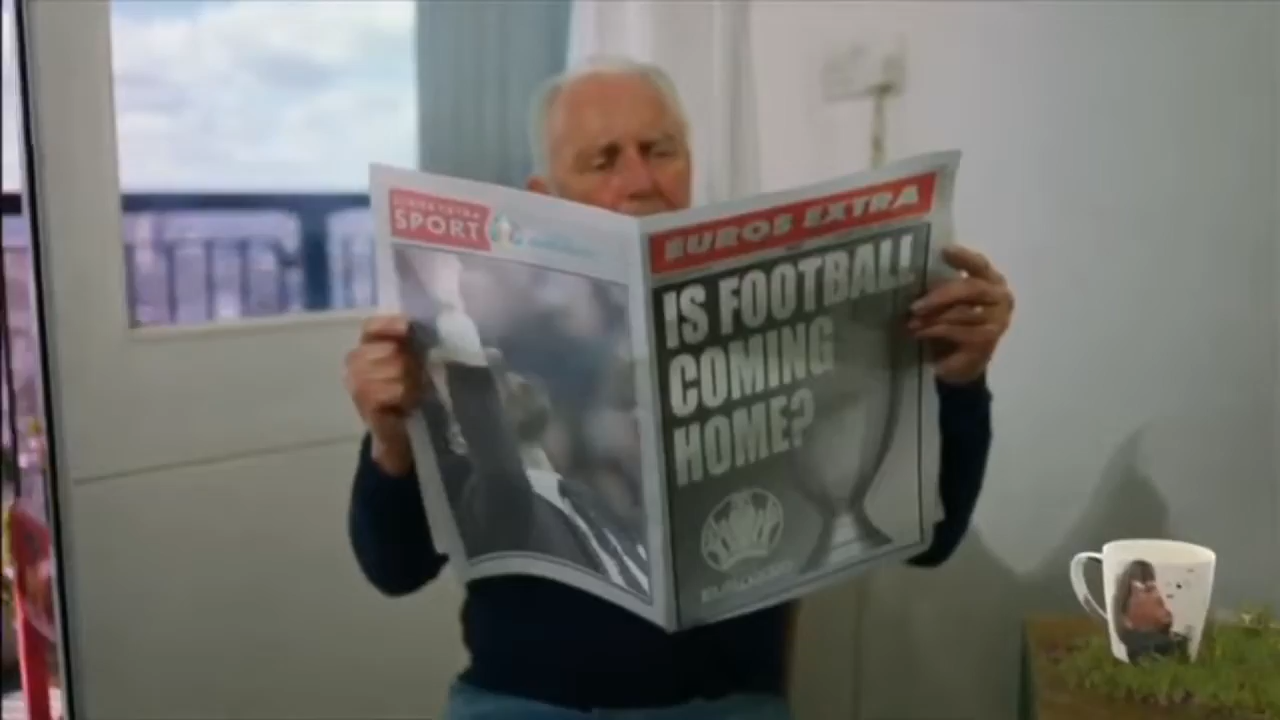 SPORT
EUROS EXTRA
IS FOOTBALL
COMING
HOME?